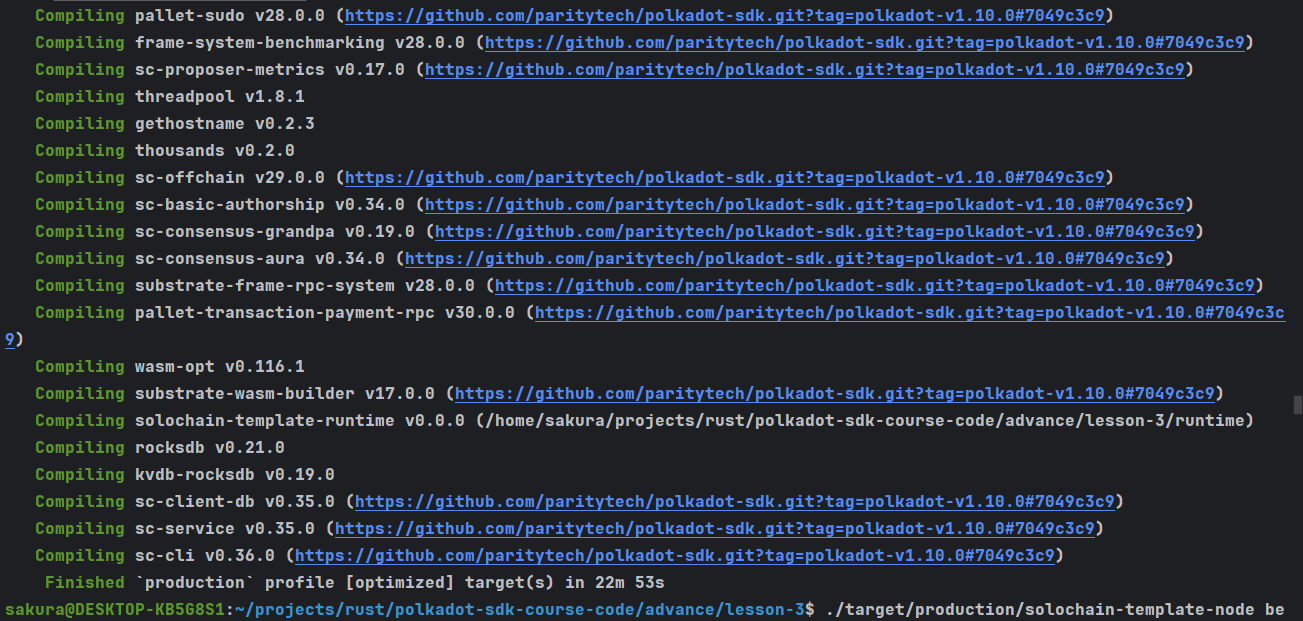 Compiling pallet-sudo v28.0.0 (https://github.com/paritytech/polkadot-sdk.git?tag=polkadot-v1.10.0#7049c3c9)
Compiling frame-system-benchmarking v28.0.0 (https://github.com/paritytech/polkadot-sdk.git?tag=polkadot-v1.10.0#7049c3c9)
Compiling sc-proposer-metrics v0.17.0 (https://github.com/paritytech/polkadot-sdk.git?tag=polkadot-v1.10.0#7049c3c9)
Compiling threadpool v1.8.1
Compiling gethostname v0.2.3
Compiling thousands v0.2.0
Compiling sc-offchain v29.0.0 (https://github.com/paritytech/polkadot-sdk.git?tag=polkadot-v1.10.0#7049c3c9)
Compiling sc-basic-authorship v0.34.0 (https://github.com/paritytech/polkadot-sdk.git?tag=polkadot-v1.10.0#7049c3c9)
Compiling sc-consensus-grandpa v0.19.0 (https://github.com/paritytech/polkadot-sdk.git?tag=polkadot-v1.10.0#7049c3c9)
Compiling sc-consensus-aura v0.34.0 (https://github.com/paritytech/polkadot-sdk.git?tag=polkadot-v1.10.0#7049c3c9)
Compiling substrate-frame-rpc-system v28.0.0 (https://github.com/paritytech/polkadot-sdk.git?tag=polkadot-v1.10.0#7049c3c9)
Compiling pallet-transaction-payment-rpc v30.0.0 (https://github.com/paritytech/polkadot-sdk.git?tag=polkadot-v1.10.0#7049c3c
9)
Compiling wasm-opt v0.116.1
Compiling substrate-wasm-builder v17.0.0 (https://github.com/paritytech/polkadot-sdk.git?tag=polkadot-v1.10.0#7049c3c9)
Compiling solochain-template-runtime v0.0.0 (/home/sakura/projects/rust/polkadot-sdk-course-code/advance/lesson-3/runtime)
Compiling rocksdb v0.21.0
Compiling kvdb-rocksdb v0.19.0
Compiling sc-client-db v0.35.0 (https://github.com/paritytech/polkadot-sdk.git?tag=polkadot-v1.10.0#7049c3c9)
Compiling sc-service v0.35.0 (https://github.com/paritytech/polkadot-sdk.git?tag=polkadot-v1.10.0#7049c3c9)
Compiling sc-cli v0.36.0 (https://github.com/paritytech/polkadot-sdk.git?tag=polkadot-v1.10.0#7049c3c9)
Finished `production` profile [optimized] target(s) in 22m 53s
sakura@DESKTOP-KB5G8S1:~/projects/rust/polkadot-sdk-course-code/advance/lesson-3$ ./target/production/solochain-template-node be